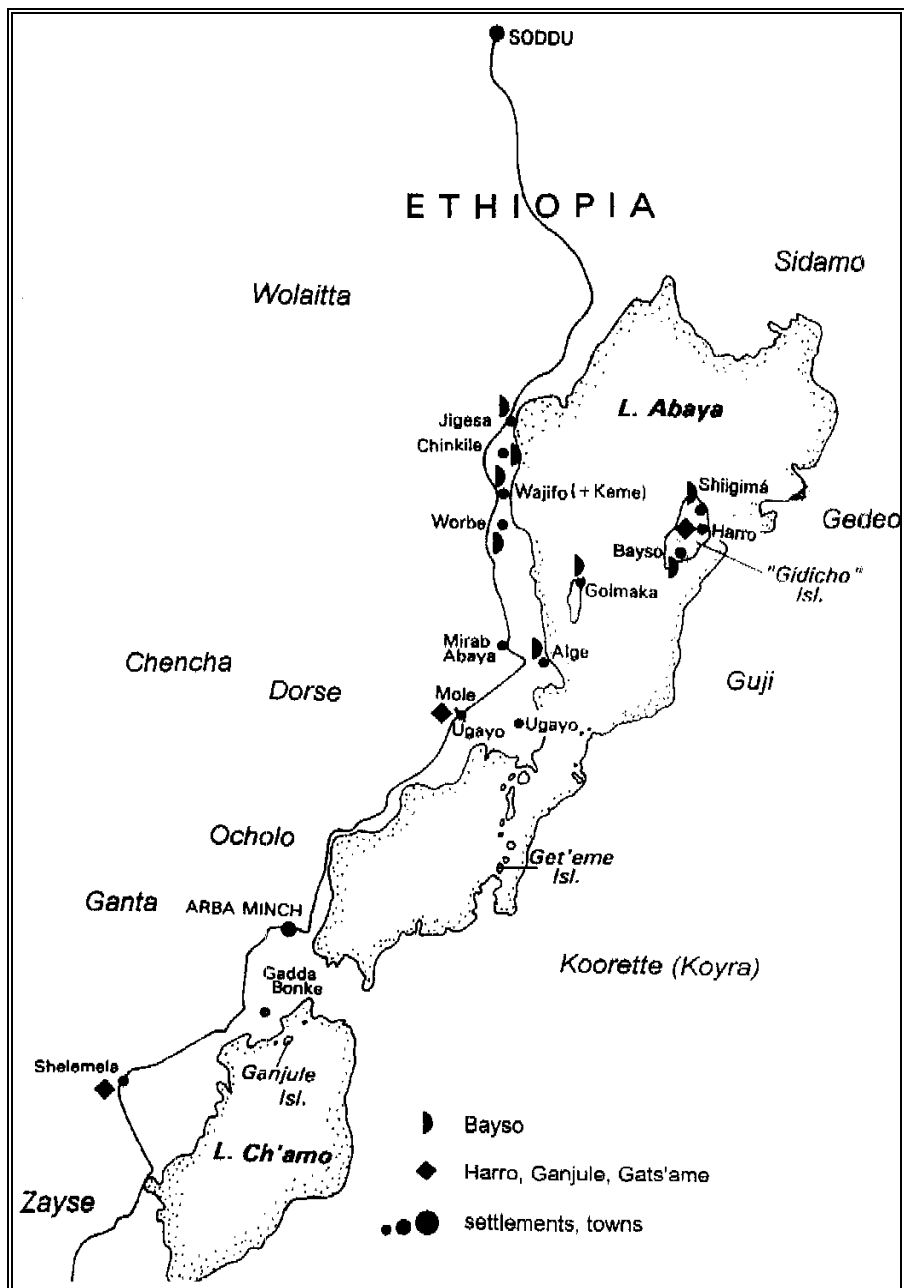 SODDU
ETHIOPIA
Sidamo
Wolaitta
L. Abaya
Jigesa
Chinkile
Shiigimá
Wajifo (+ Keme)
Worbe
Harro
Gedeo
Bayso
"Gidicho"
Isl.
Golmaka
Mirab
Abaya
Alge
Chencha
Dorse
Guji
Mole
Ugayo
Ugayo
Ocholo
Get'eme
Isl.
Ganta
ARBA MINCH
Koorette (Koyra)
Gadda
Bonke
Shelemela
Ganjule
Isl.
L. Ch'amo
Bayso
Harro, Ganjule, Gats'ame
Zayse
settlements, towns